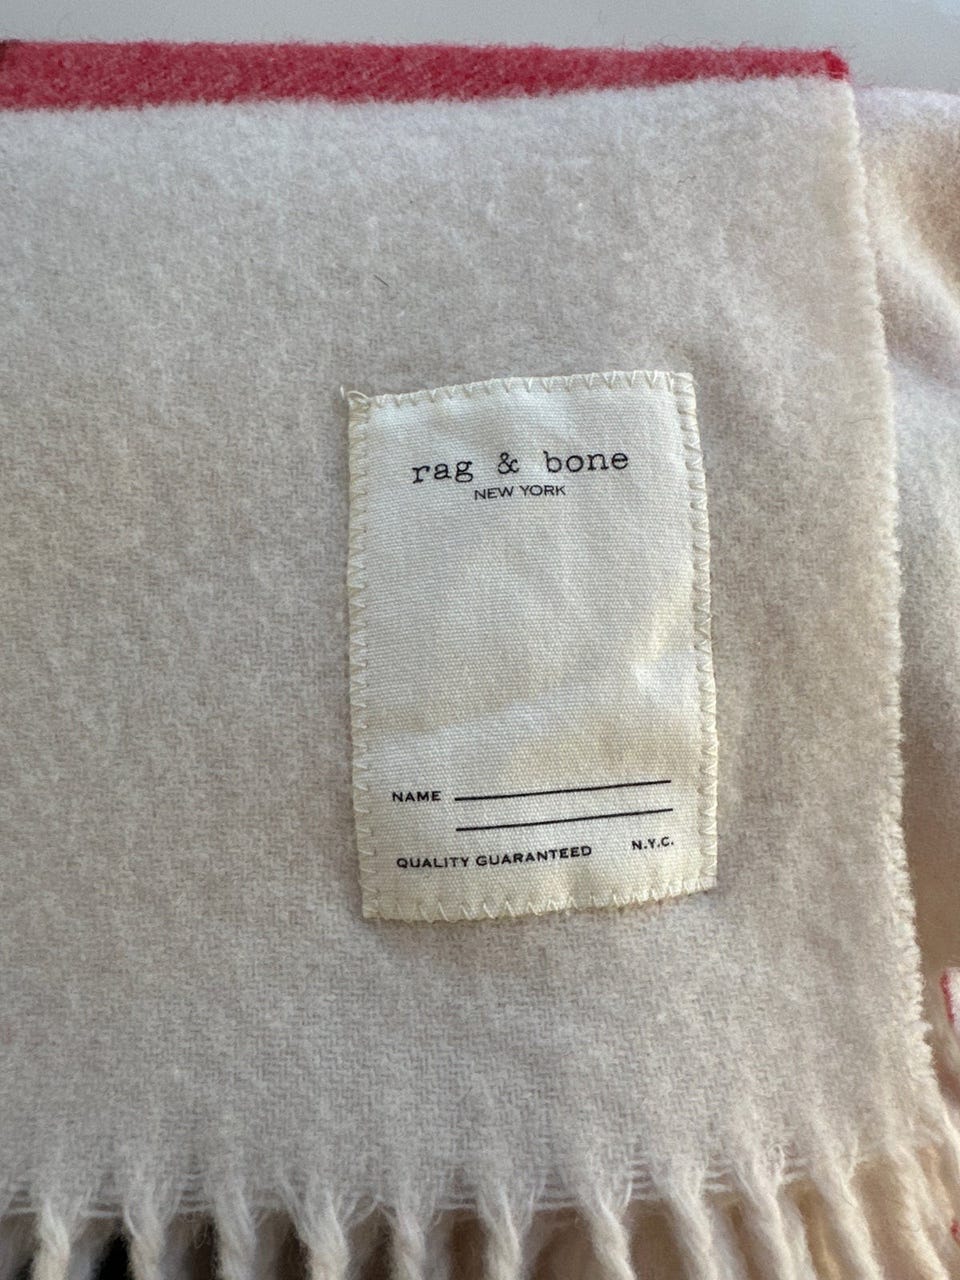 rag & bone
NEW YORK
NAME
QUALITY GUARANTEED N.Y.C.